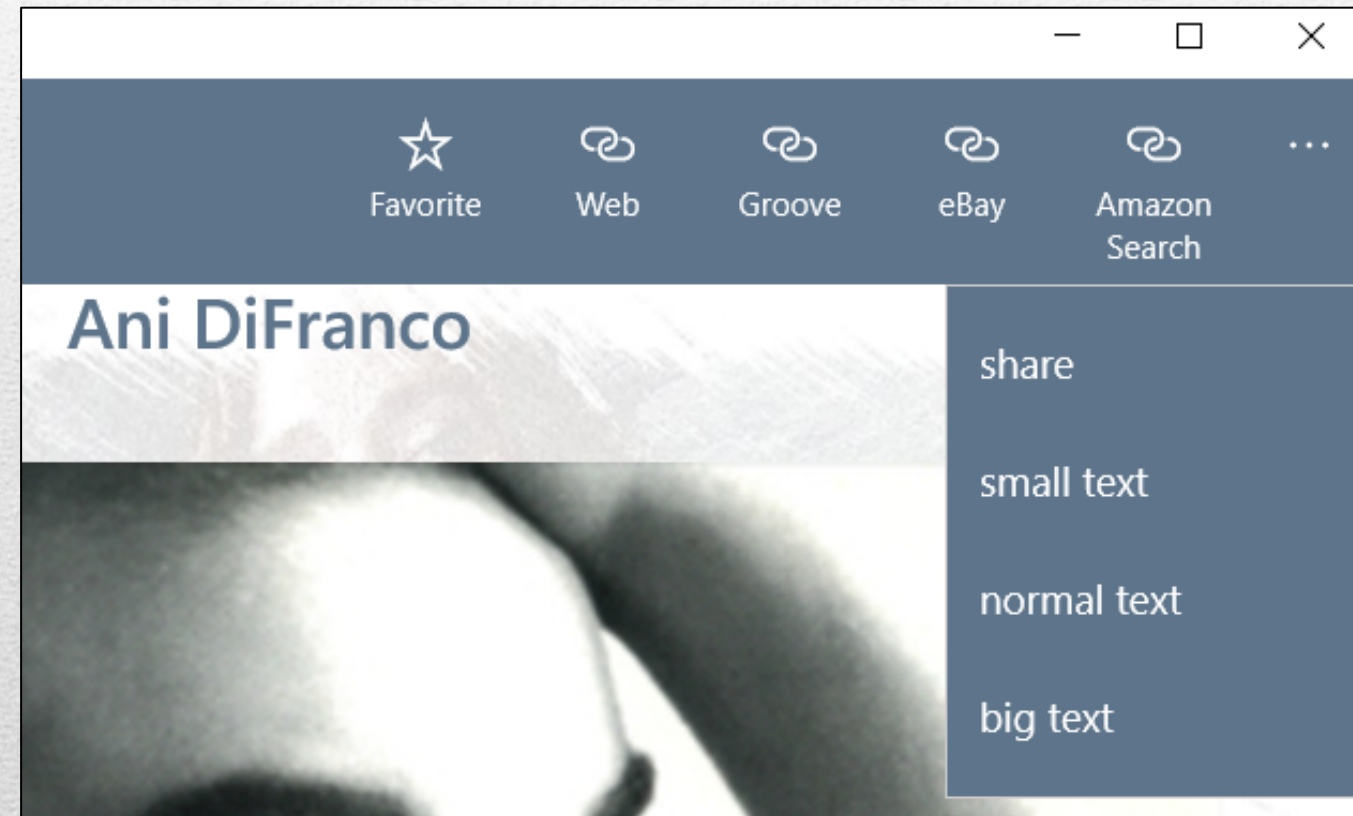 Favorite
Web
Groove
eBay
Amazon
Search
Ani DiFranco
share
small text
normal text
big text